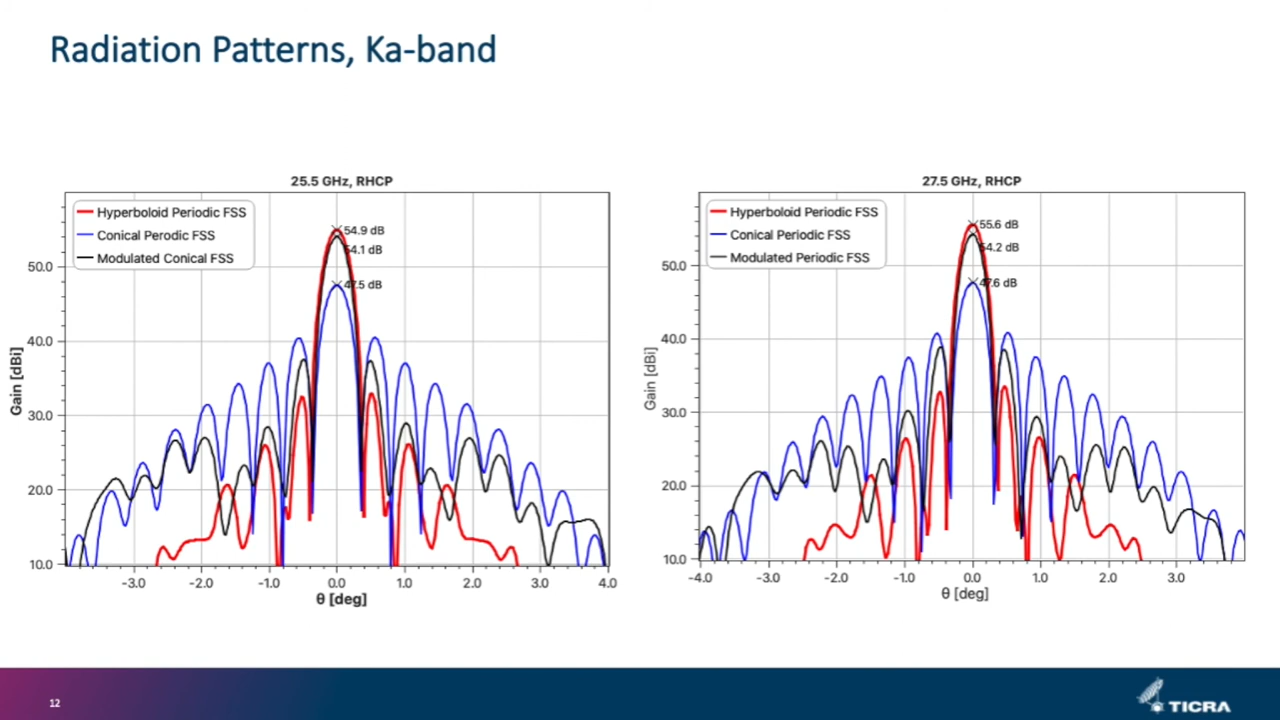 Radiation Patterns, Ka-band
25.5 GHz, RHCP
Hyperboloid Periodic FSS
Conical Perodic FSS
Modulated Conical FSS
54.9 dB
54.1 dB
47.5 dB
50.0
40.0
30.0
20.0
10.0
Gain [dBi]
-3.0 -2.0 -1.0 0.0 1.0 2.0 3.0 4.0
θ [deg]
27.5 GHz, RHCP
Hyperboloid Periodic FSS
Conical Periodic FSS
Modulated Periodic FSS
55.6 dB
54.2 dB
47.6 dB
50.0
40.0
30.0
20.0
10.0
Gain [dBi]
-4.0 -3.0 -2.0 -1.0 0.0 1.0 2.0 3.0
θ [deg]
12
TICRA